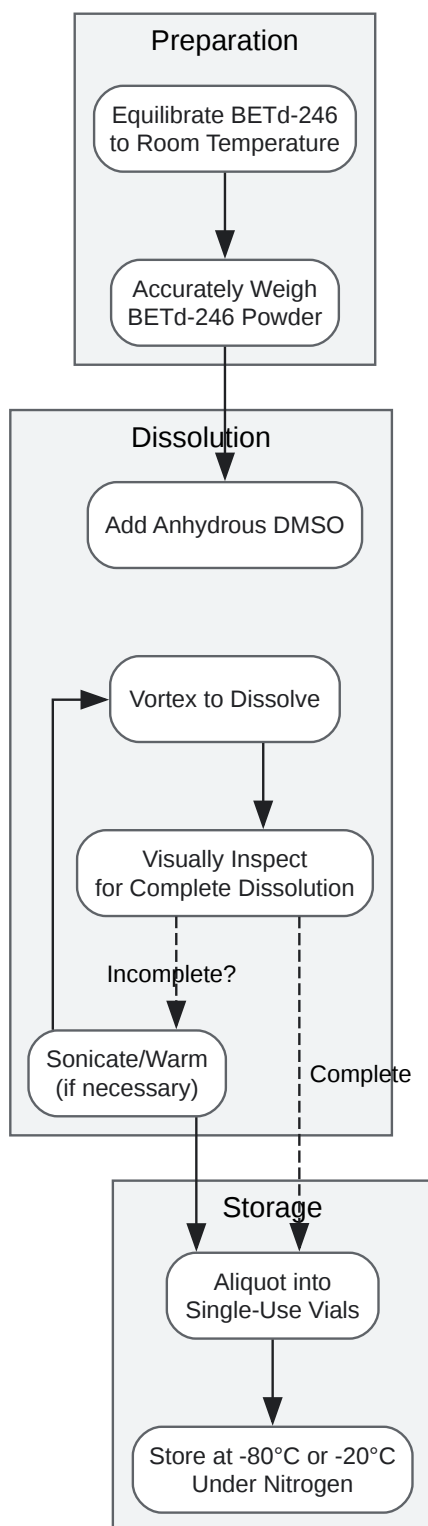 Preparation
Equilibrate BETd-246
to Room Temperature
Accurately Weigh
BETd-246 Powder
Dissolution
Add Anhydrous DMSO
Vortex to Dissolve
Visually Inspect
for Complete Dissolution
Incomplete?
Sonicate/Warm
(if necessary)
Complete
Storage
Aliquot into
Single-Use Vials
Store at -80°C or -20°C
Under Nitrogen